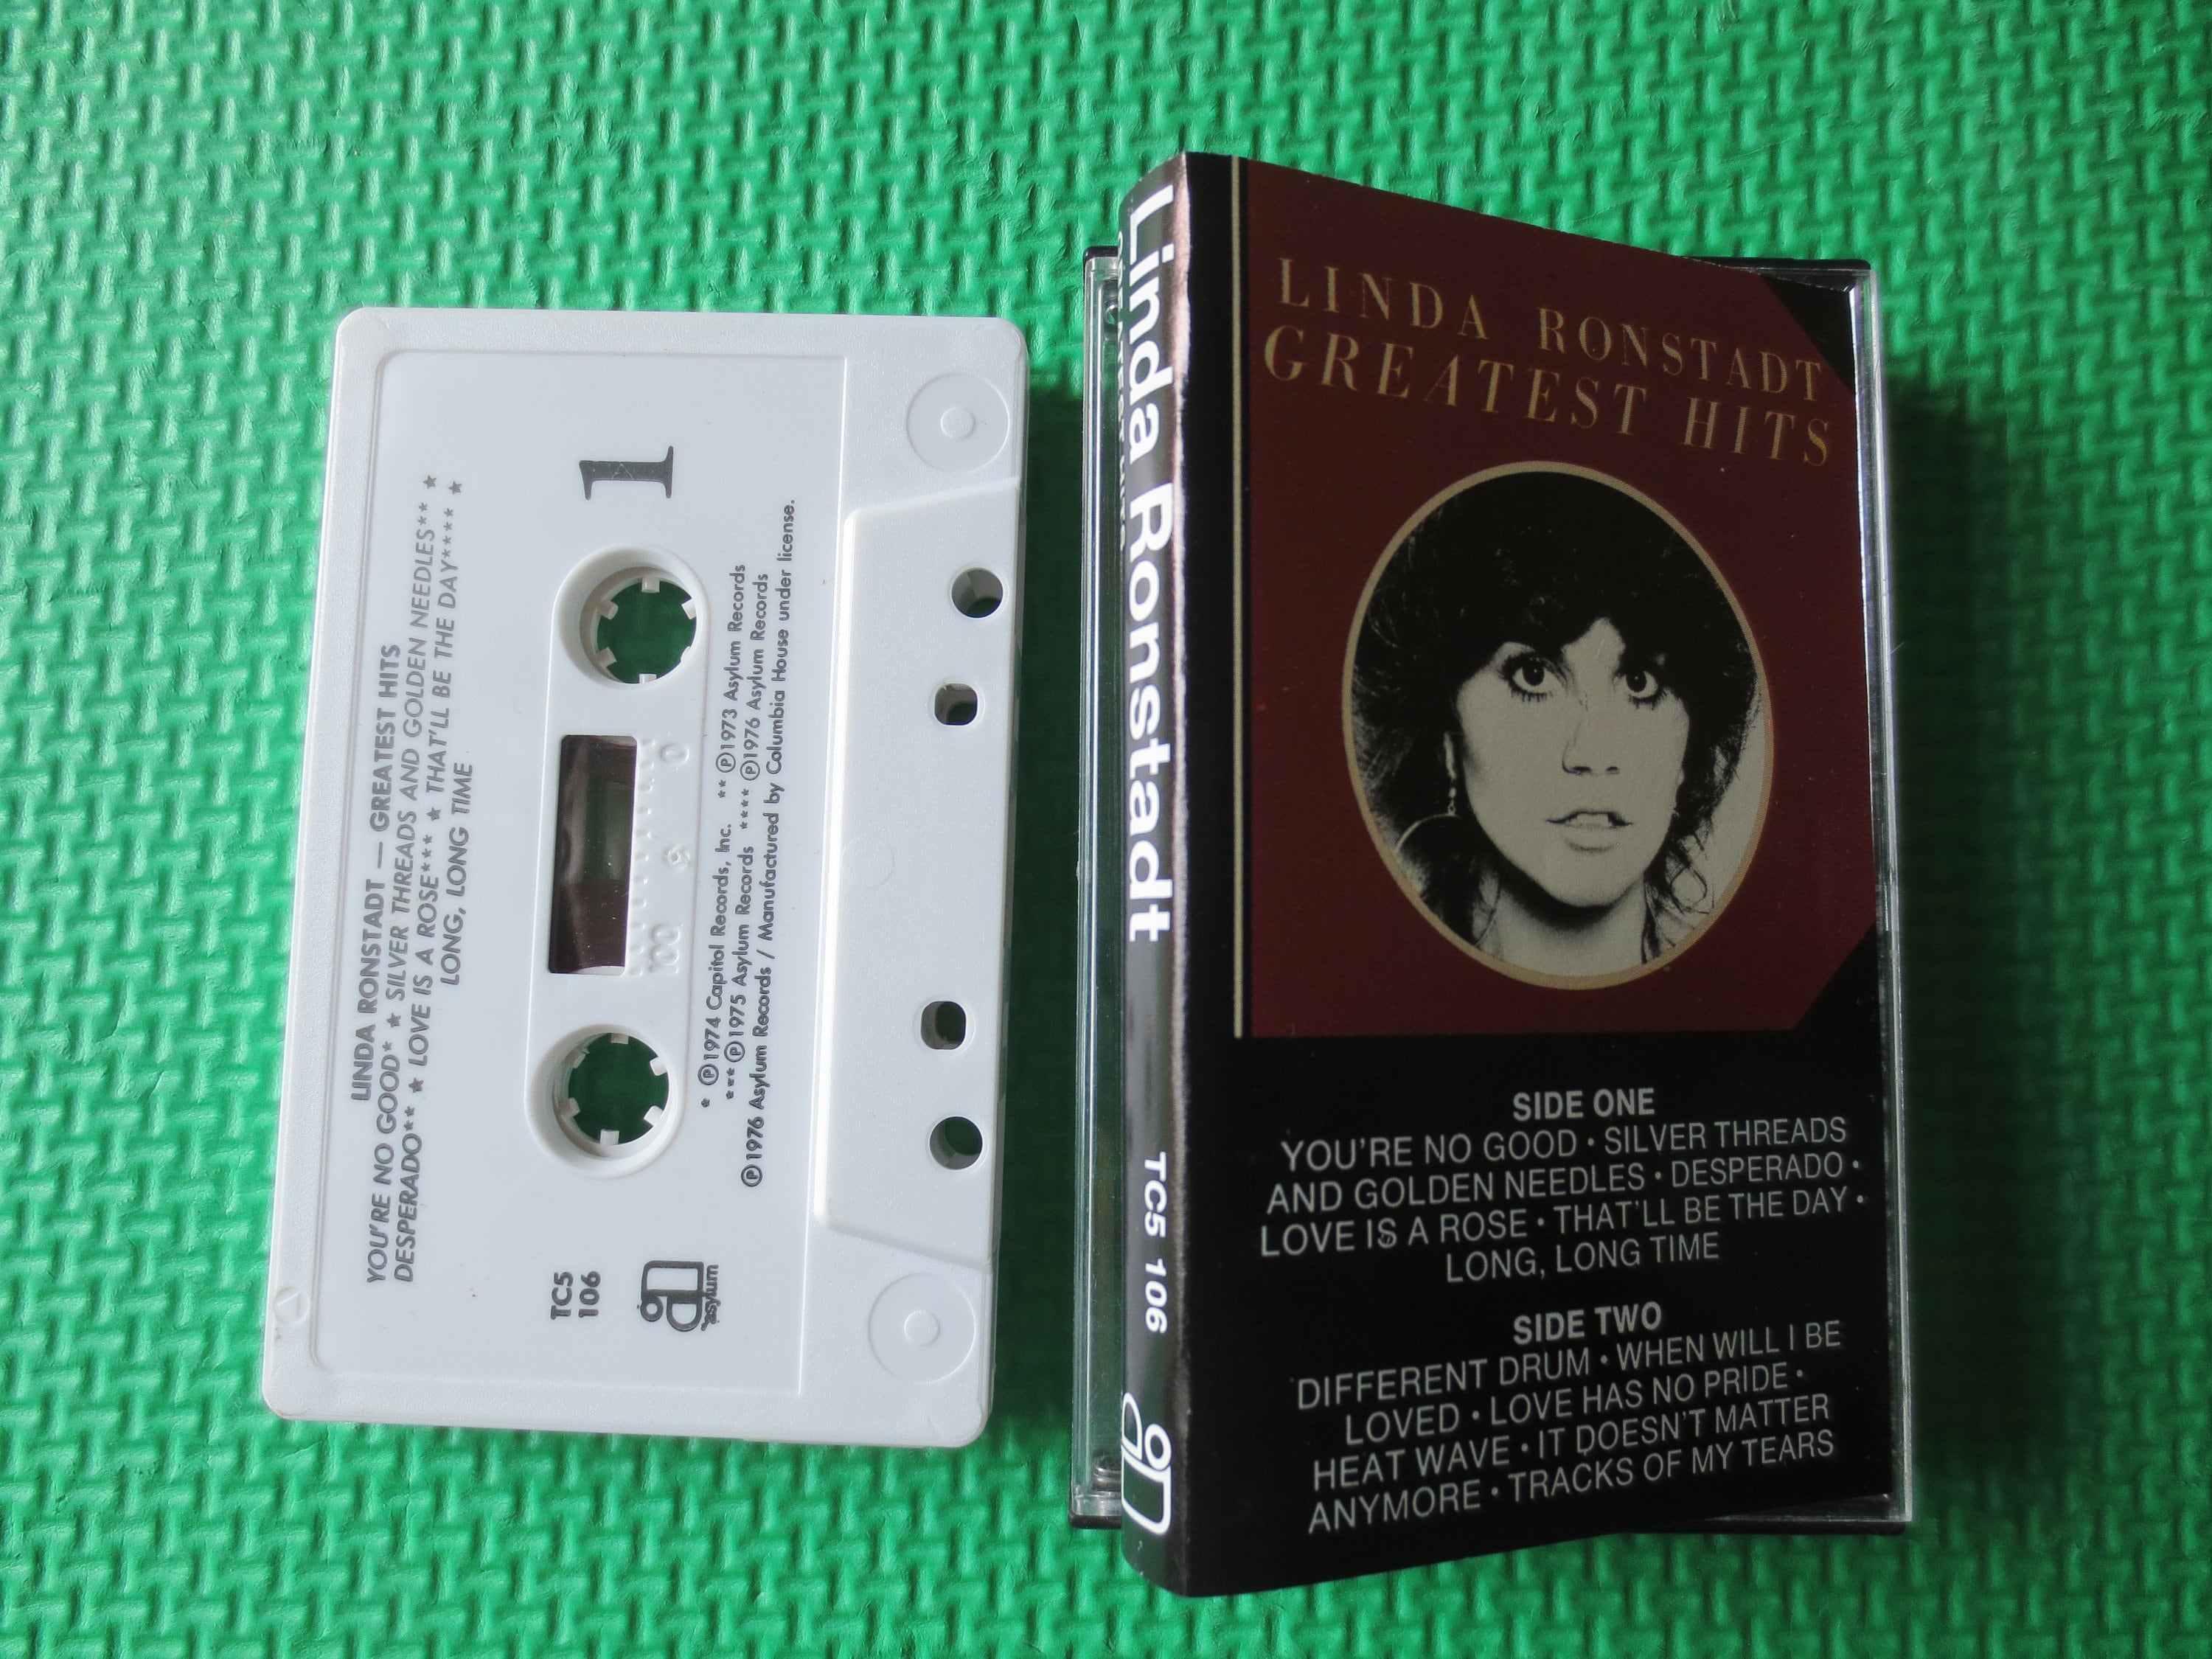 LINDA RONSTADT — GREATEST HITS
YOU'RE NO GOOD* ★ SILVER THREADS AND GOLDEN NEEDLES** ★
DESPERADO** ★ LOVE IS A ROSE*** ★ THAT'LL BE THE DAY**** ★
LONG, LONG TIME
1
100
0
TC5
106
asylum
* ℗1974 Capitol Records, Inc. ** ℗1973 Asylum Records
*** ℗1975 Asylum Records **** ℗1976 Asylum Records
℗1976 Asylum Records / Manufactured by Columbia House under license.
Linda Ronstadt TC5 106
LINDA RONSTADT
GREATEST HITS
SIDE ONE
YOU'RE NO GOOD • SILVER THREADS
AND GOLDEN NEEDLES • DESPERADO •
LOVE IS A ROSE • THAT'LL BE THE DAY •
LONG, LONG TIME
SIDE TWO
DIFFERENT DRUM • WHEN WILL I BE
LOVED • LOVE HAS NO PRIDE •
HEAT WAVE • IT DOESN'T MATTER
ANYMORE • TRACKS OF MY TEARS